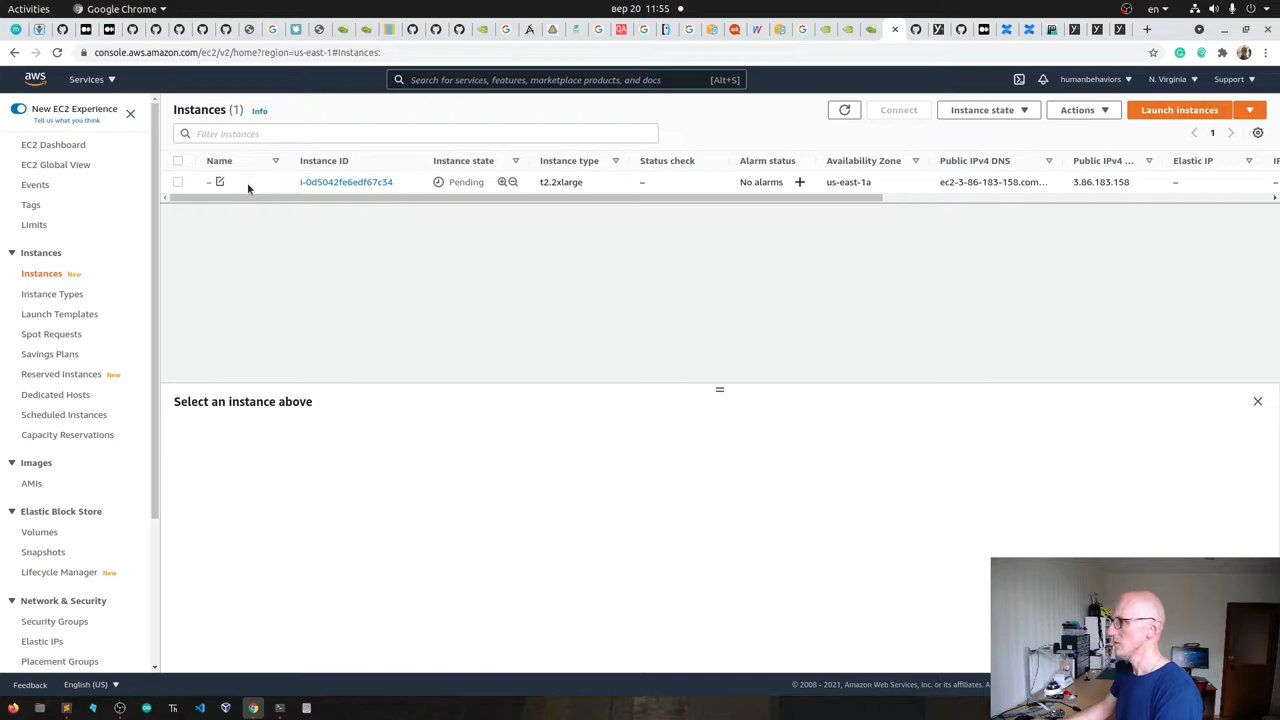 Activities
вер 20 11:55
en
console.aws.amazon.com/ec2/v2/home?region=us-east-1#Instances:
aws
Services
Search for services, features, marketplace products, and docs
[Alt+S]
humanbehaviors
N. Virginia
Support
New EC2 Experience
Tell us what you think
EC2 Dashboard
EC2 Global View
Events
Tags
Limits
Instances
Instances New
Instance Types
Launch Templates
Spot Requests
Savings Plans
Reserved Instances New
Dedicated Hosts
Scheduled Instances
Capacity Reservations
Images
AMIs
Elastic Block Store
Volumes
Snapshots
Lifecycle Manager New
Network & Security
Security Groups
Elastic IPs
Placement Groups
Instances (1) Info
Connect
Instance state
Actions
Launch instances
Filter instances
1
Name
Instance ID
Instance state
Instance type
Status check
Alarm status
Availability Zone
Public IPv4 DNS
Public IPv4 ...
Elastic IP
–
i-0d5042fe6edf67c34
Pending
t2.2xlarge
–
No alarms
us-east-1a
ec2-3-86-183-158.com...
3.86.183.158
–
Select an instance above
Feedback
English (US)
© 2008 - 2021, Amazon Web Services, Inc. or its affiliates.